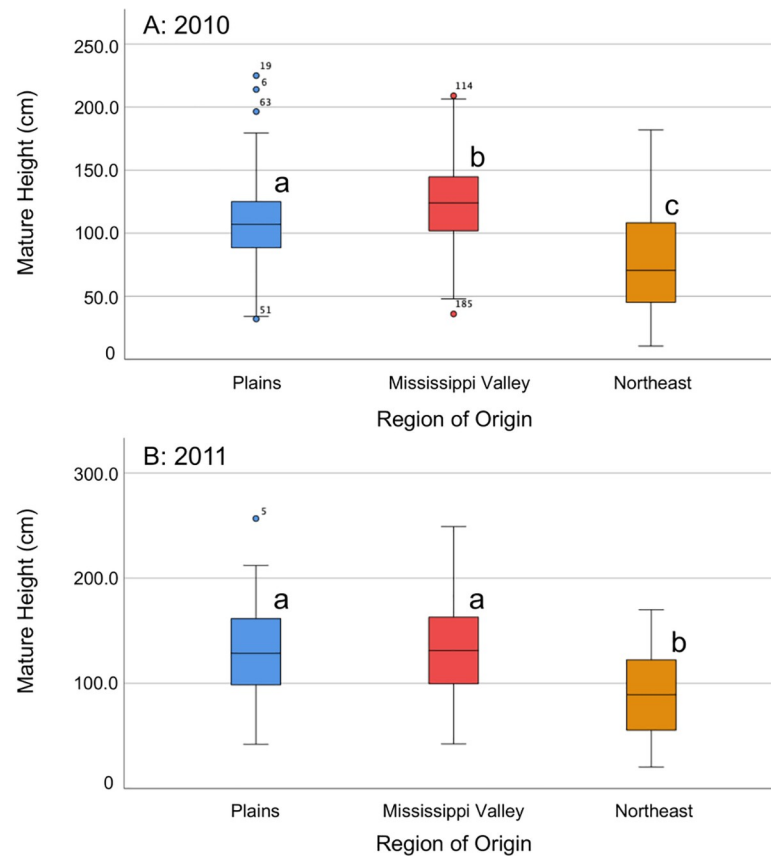 A: 2010
Mature Height (cm)
250.0
200.0
150.0
100.0
50.0
0
19
6
63
a
51
114
b
185
c
Plains Mississippi Valley Northeast
Region of Origin
B: 2011
Mature Height (cm)
300.0
200.0
100.0
0
5
a
a
b
Plains Mississippi Valley Northeast
Region of Origin